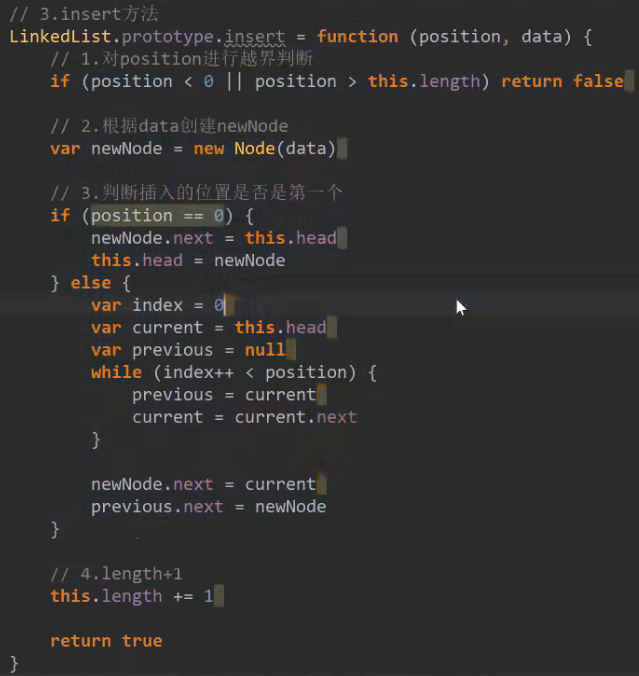 // 3.insert方法
LinkedList.prototype.insert = function (position, data) {
// 1.对position进行越界判断
if (position < 0 || position > this.length) return false
// 2.根据data创建newNode
var newNode = new Node(data)
// 3.判断插入的位置是否是第一个
if (position == 0) {
newNode.next = this.head
this.head = newNode
} else {
var index = 0
var current = this.head
var previous = null
while (index++ < position) {
previous = current
current = current.next
}
newNode.next = current
previous.next = newNode
}
// 4.length+1
this.length += 1
return true
}